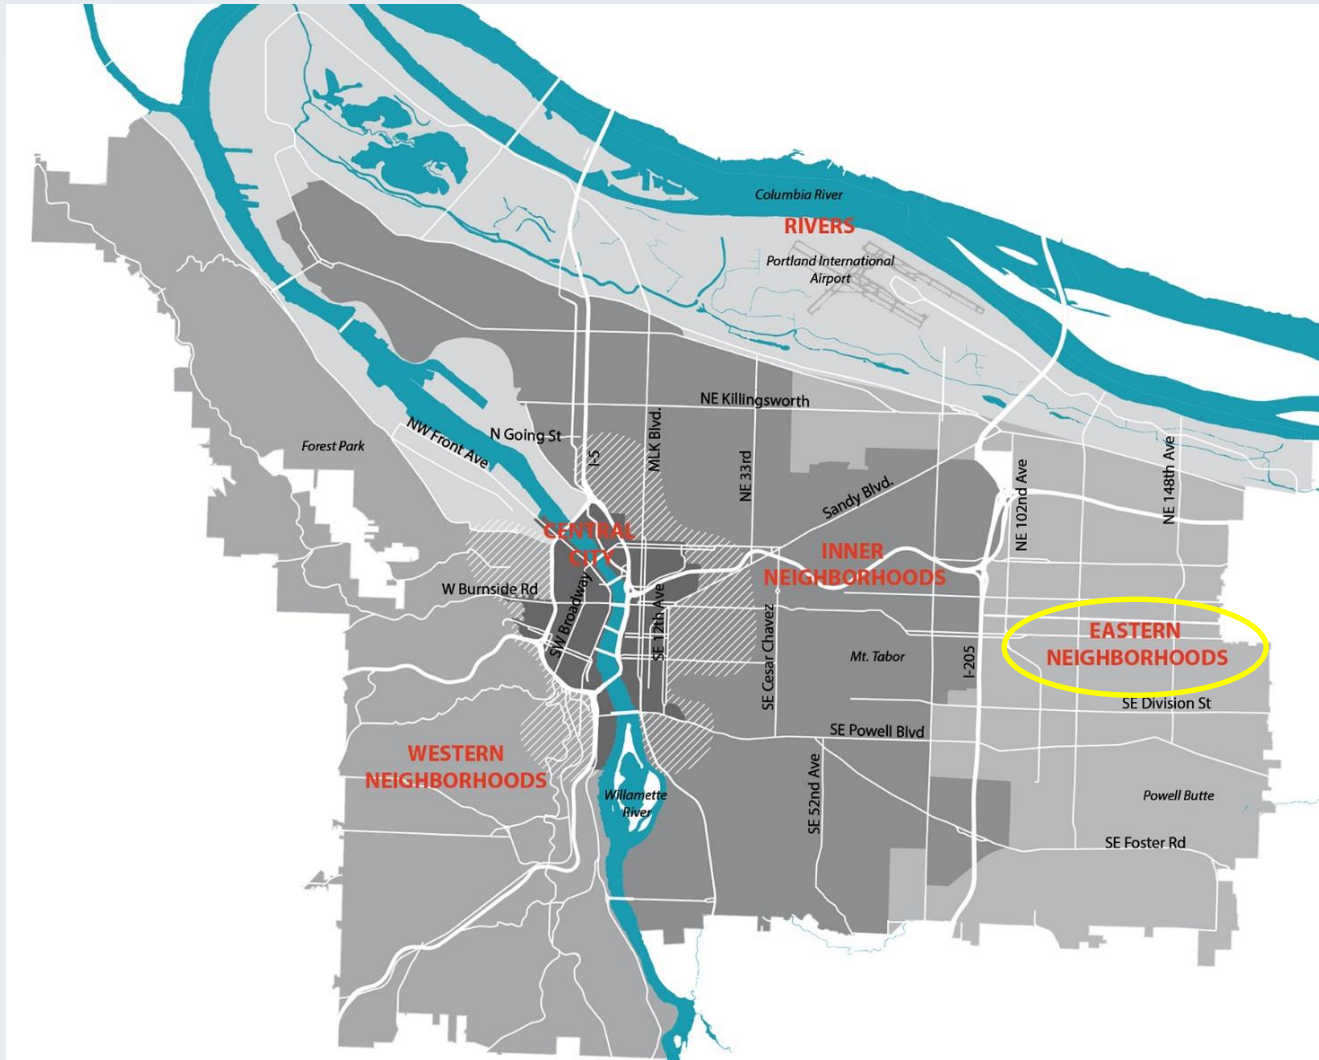 Columbia River
RIVERS
Portland International
Airport
NE Killingsworth
MLK Blvd.
N Going St
NW Front Ave
Forest Park
I-5
NE 33rd
Sandy Blvd.
NE 102nd Ave
NE 148th Ave
CENTRAL
CITY
INNER
NEIGHBORHOODS
W Burnside Rd
SW Broadway
SE 12th Ave
SE Cesar Chavez
Mt. Tabor
I-205
EASTERN
NEIGHBORHOODS
SE Division St
SE Powell Blvd
WESTERN
NEIGHBORHOODS
Willamette
River
SE 52nd Ave
Powell Butte
SE Foster Rd